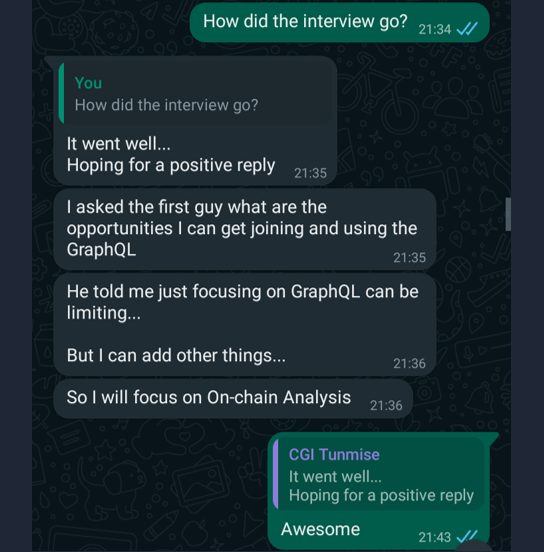 How did the interview go?
21:34
You
How did the interview go?
It went well...
Hoping for a positive reply
21:35
I asked the first guy what are the
opportunities I can get joining and using the
GraphQL
21:35
He told me just focusing on GraphQL can be
limiting...
But I can add other things...
21:36
So I will focus on On-chain Analysis
21:36
CGI Tunmise
It went well...
Hoping for a positive reply
Awesome
21:43